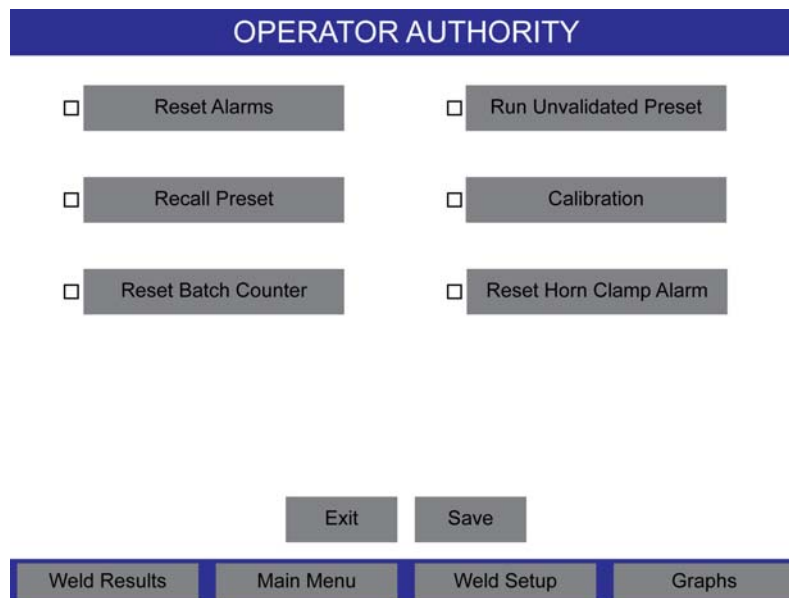 OPERATOR AUTHORITY
Reset Alarms
Run Unvalidated Preset
Recall Preset
Calibration
Reset Batch Counter
Reset Horn Clamp Alarm
Exit
Save
Weld Results
Main Menu
Weld Setup
Graphs